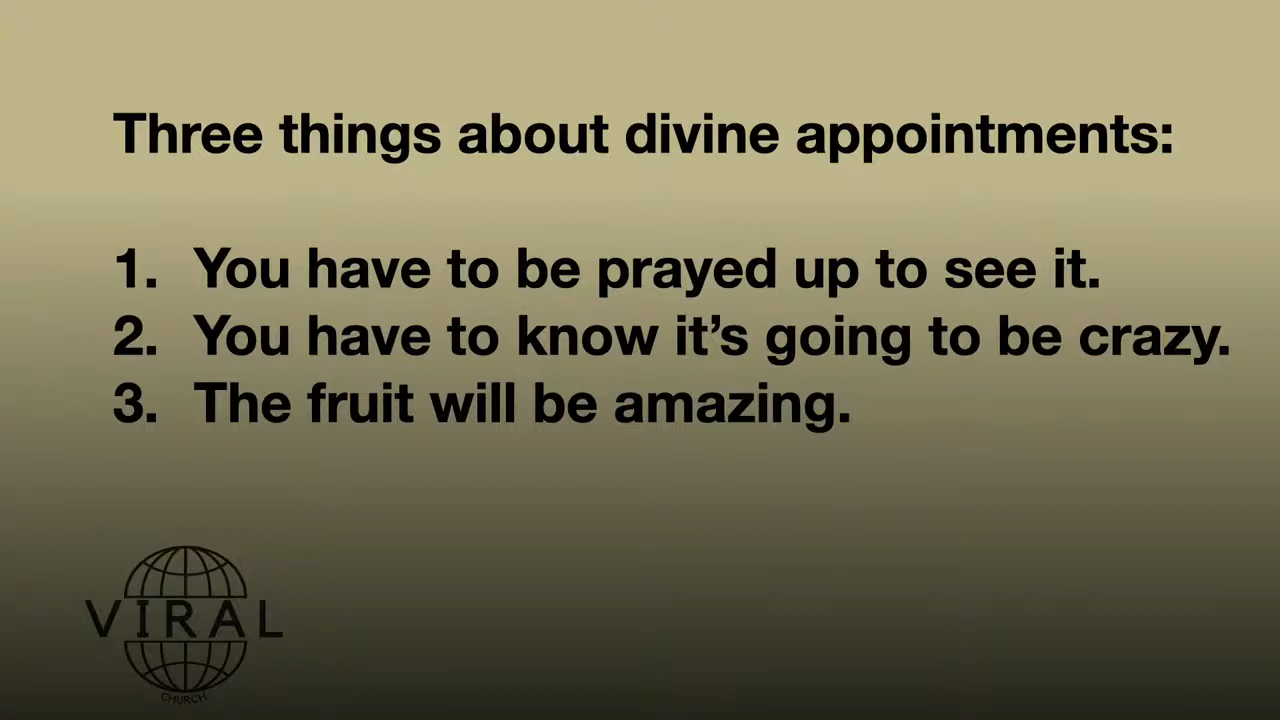 Three things about divine appointments:
1. You have to be prayed up to see it.
2. You have to know it’s going to be crazy.
3. The fruit will be amazing.
VIRAL
CHURCH